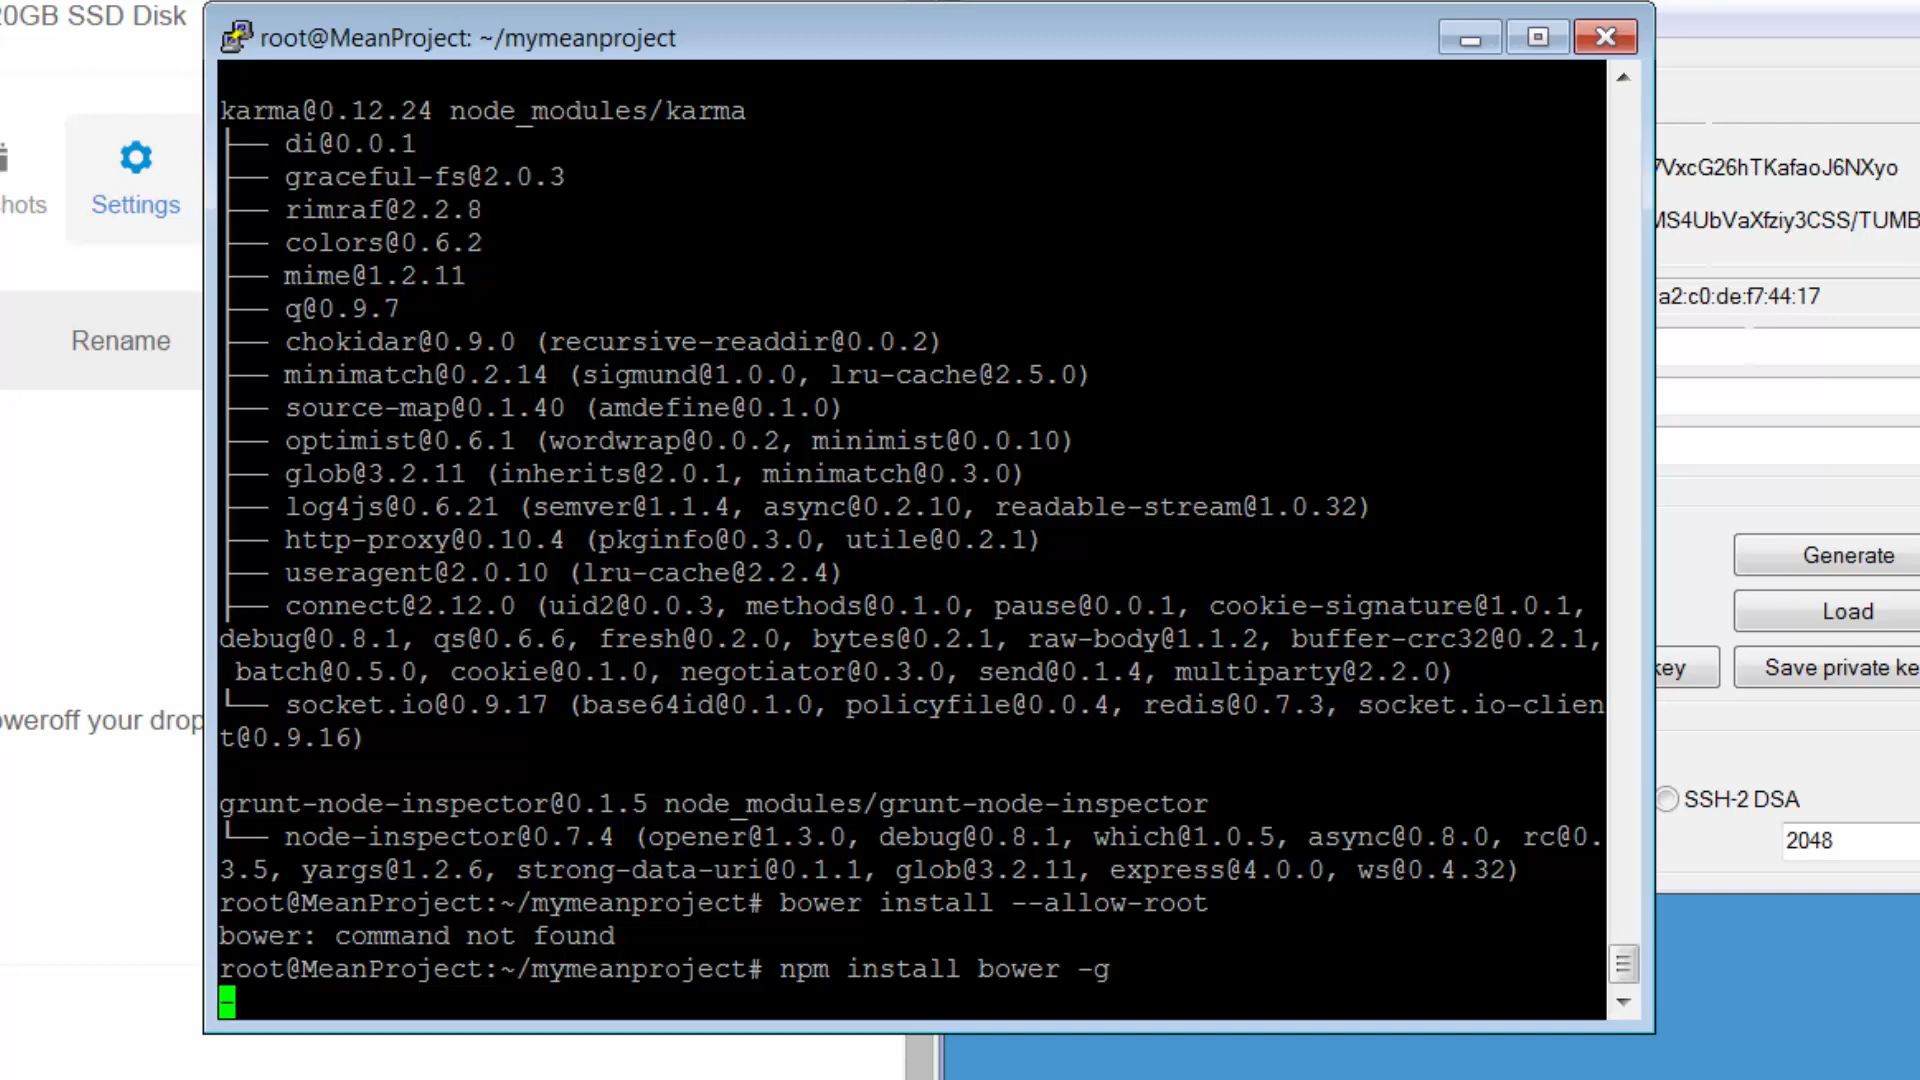 0GB SSD Disk
hots
Settings
Rename
oweroff your drop
root@MeanProject: ~/mymeanproject
karma@0.12.24 node_modules/karma
├── di@0.0.1
├── graceful-fs@2.0.3
├── rimraf@2.2.8
├── colors@0.6.2
├── mime@1.2.11
├── q@0.9.7
├── chokidar@0.9.0 (recursive-readdir@0.0.2)
├── minimatch@0.2.14 (sigmund@1.0.0, lru-cache@2.5.0)
├── source-map@0.1.40 (amdefine@0.1.0)
├── optimist@0.6.1 (wordwrap@0.0.2, minimist@0.0.10)
├── glob@3.2.11 (inherits@2.0.1, minimatch@0.3.0)
├── log4js@0.6.21 (semver@1.1.4, async@0.2.10, readable-stream@1.0.32)
├── http-proxy@0.10.4 (pkginfo@0.3.0, utile@0.2.1)
├── useragent@2.0.10 (lru-cache@2.2.4)
├── connect@2.12.0 (uid2@0.0.3, methods@0.1.0, pause@0.0.1, cookie-signature@1.0.1,
debug@0.8.1, qs@0.6.6, fresh@0.2.0, bytes@0.2.1, raw-body@1.1.2, buffer-crc32@0.2.1,
batch@0.5.0, cookie@0.1.0, negotiator@0.3.0, send@0.1.4, multiparty@2.2.0)
└── socket.io@0.9.17 (base64id@0.1.0, policyfile@0.0.4, redis@0.7.3, socket.io-clien
t@0.9.16)
grunt-node-inspector@0.1.5 node_modules/grunt-node-inspector
└── node-inspector@0.7.4 (opener@1.3.0, debug@0.8.1, which@1.0.5, async@0.8.0, rc@0.
3.5, yargs@1.2.6, strong-data-uri@0.1.1, glob@3.2.11, express@4.0.0, ws@0.4.32)
root@MeanProject:~/mymeanproject# bower install --allow-root
bower: command not found
root@MeanProject:~/mymeanproject# npm install bower -g
7VxcG26hTKafaoJ6NXyo
MS4UbVaXfziy3CSS/TUMB
a2:c0:de:f7:44:17
Generate
Load
key
Save private ke
SSH-2 DSA
2048